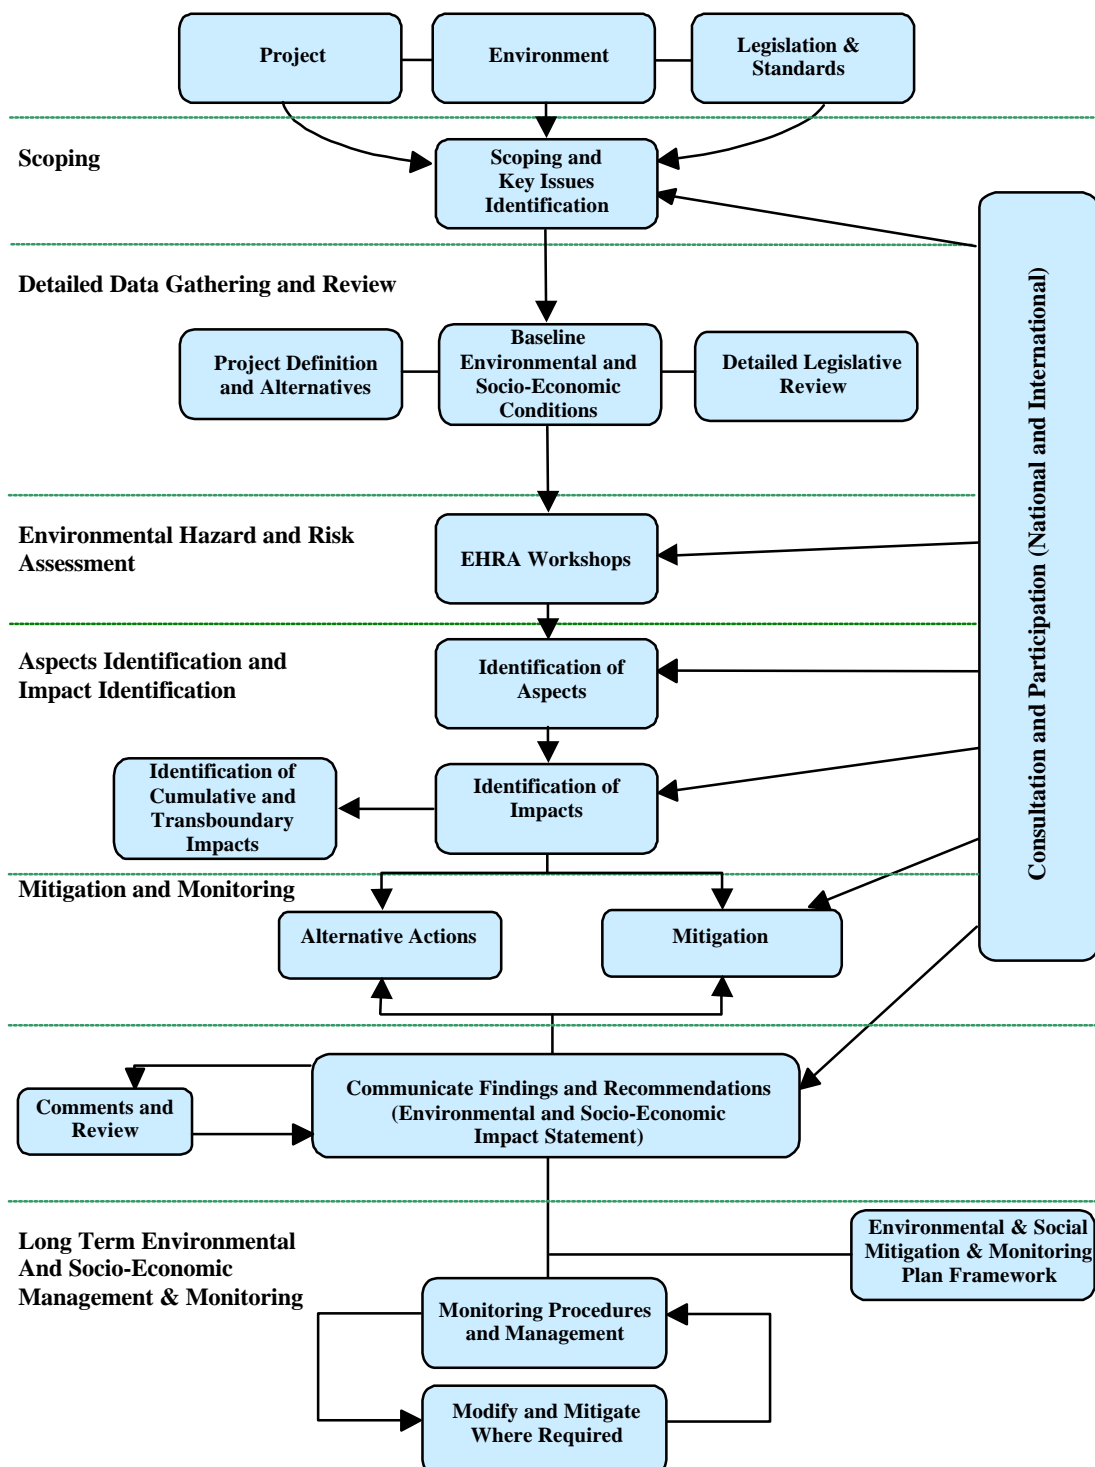 Project
Environment
Legislation &
Standards
Scoping
Scoping and
Key Issues
Identification
Detailed Data Gathering and Review
Project Definition
and Alternatives
Baseline
Environmental and
Socio-Economic
Conditions
Detailed Legislative
Review
Consultation and Participation (National and International)
Environmental Hazard and Risk
Assessment
EHRA Workshops
Aspects Identification and
Impact Identification
Identification of
Aspects
Identification of
Cumulative and
Transboundary
Impacts
Identification of
Impacts
Mitigation and Monitoring
Alternative Actions
Mitigation
Comments and
Review
Communicate Findings and Recommendations
(Environmental and Socio-Economic
Impact Statement)
Long Term Environmental
And Socio-Economic
Management & Monitoring
Environmental & Social
Mitigation & Monitoring
Plan Framework
Monitoring Procedures
and Management
Modify and Mitigate
Where Required